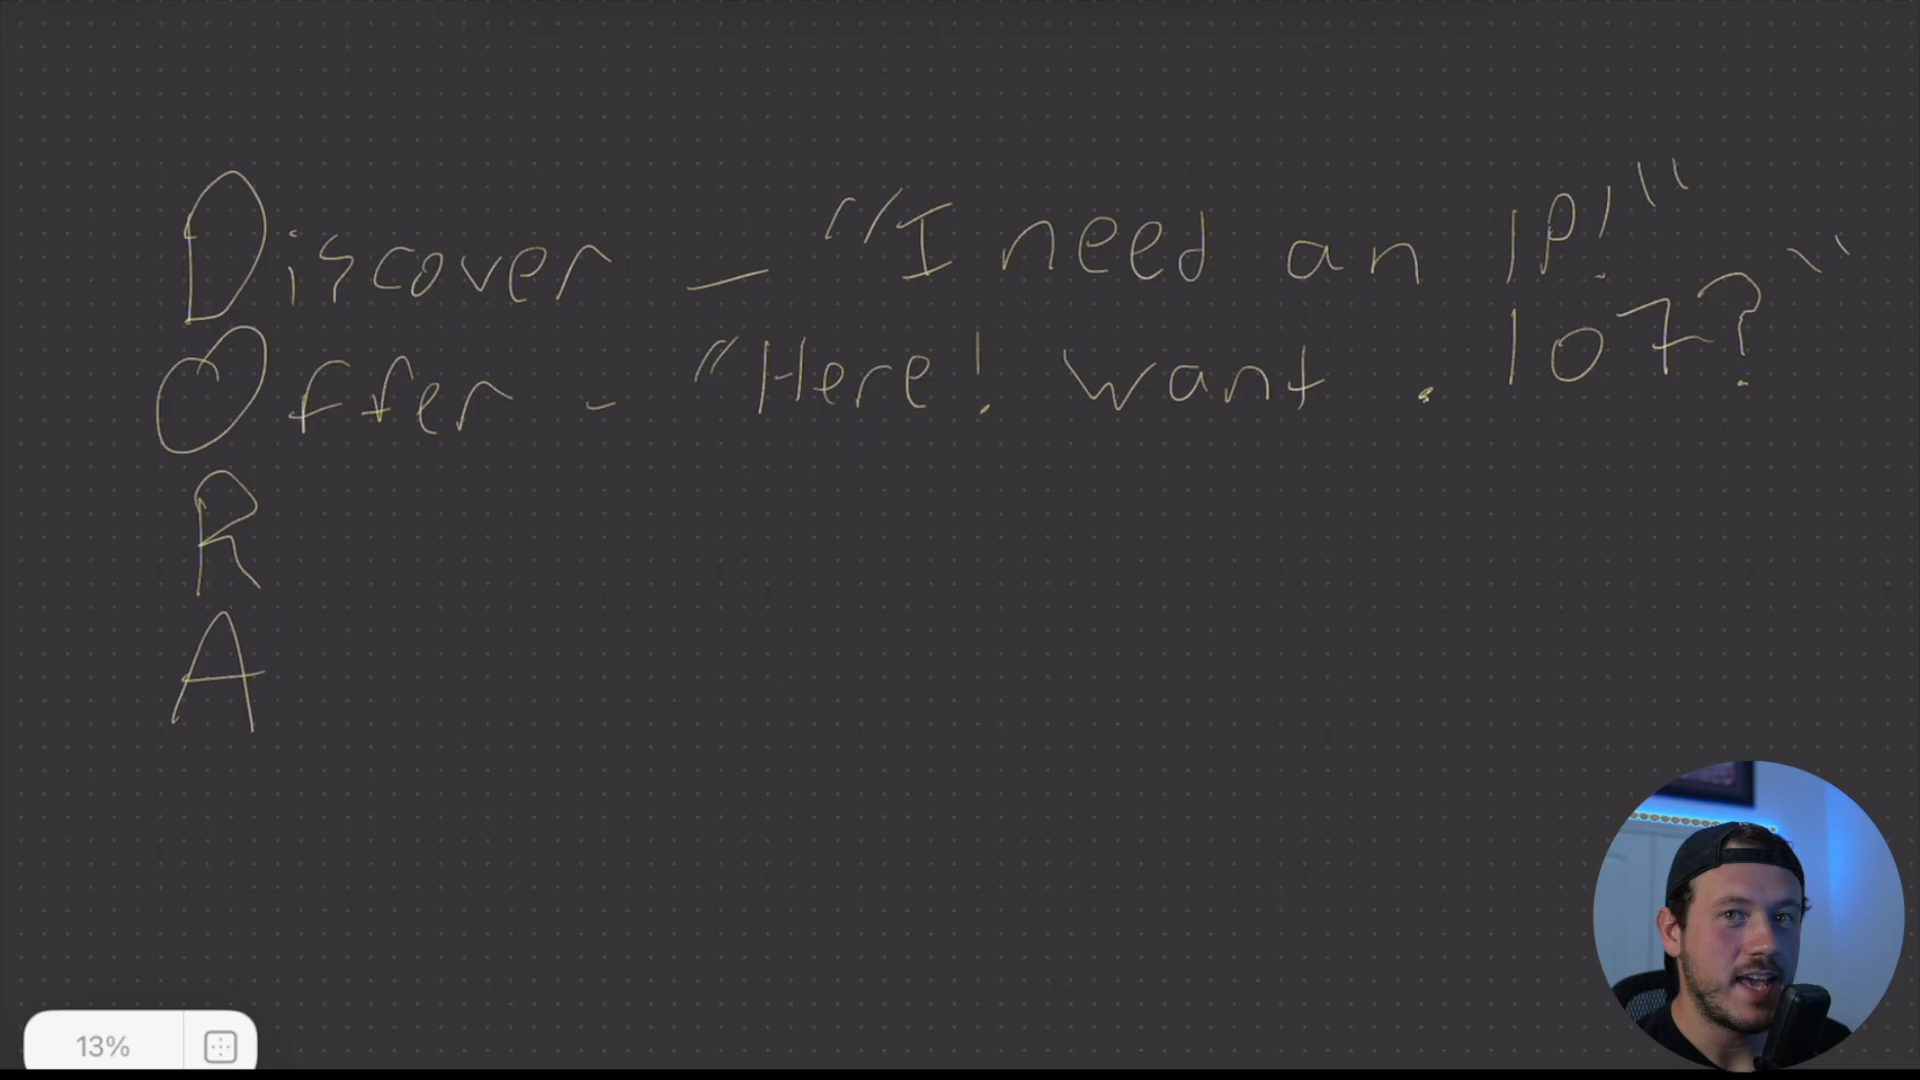 Discover - "I need an IP!"
Offer - "Here! want .107?"
R
A
13%